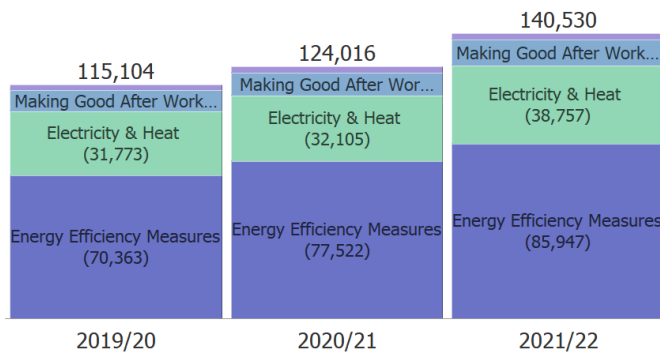 115,104
Making Good After Work…
Electricity & Heat
(31,773)
Energy Efficiency Measures
(70,363)
2019/20
124,016
Making Good After Wor…
Electricity & Heat
(32,105)
Energy Efficiency Measures
(77,522)
2020/21
140,530
Making Good After Work…
Electricity & Heat
(38,757)
Energy Efficiency Measures
(85,947)
2021/22